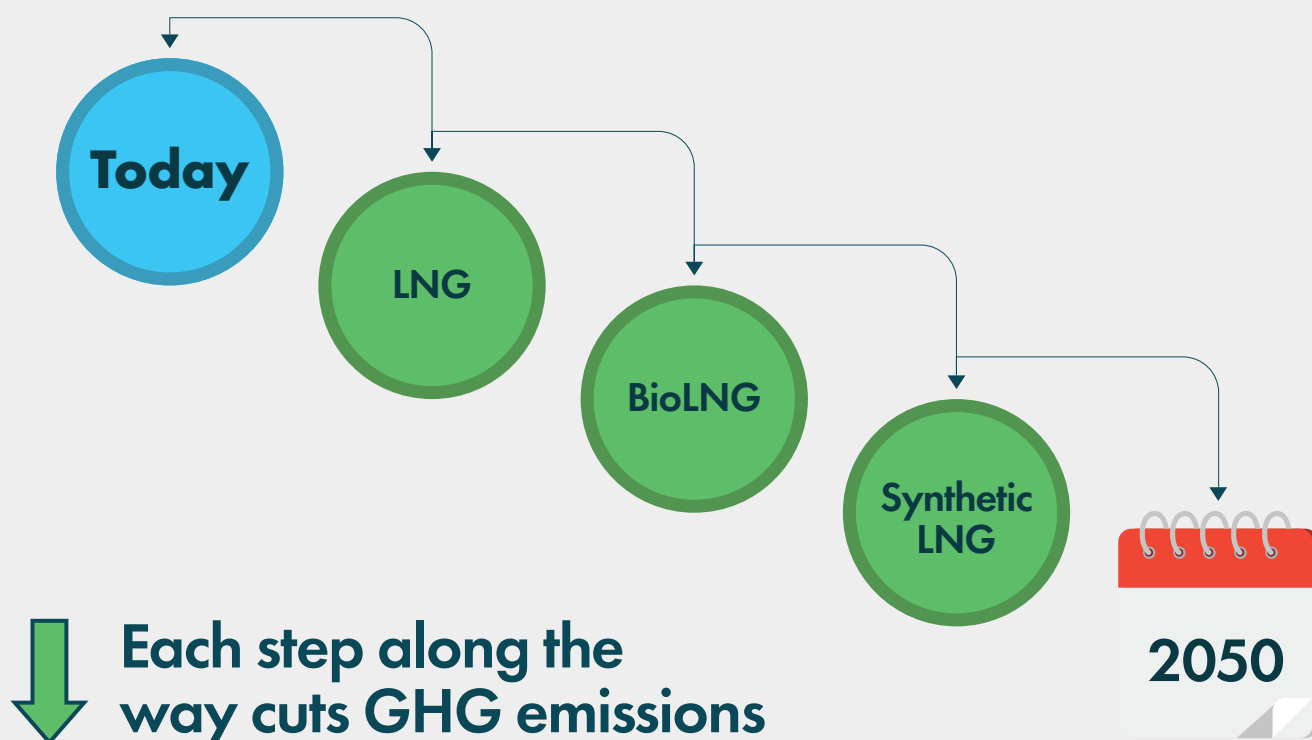 Today
LNG
BioLNG
Synthetic
LNG
Each step along the
way cuts GHG emissions
2050